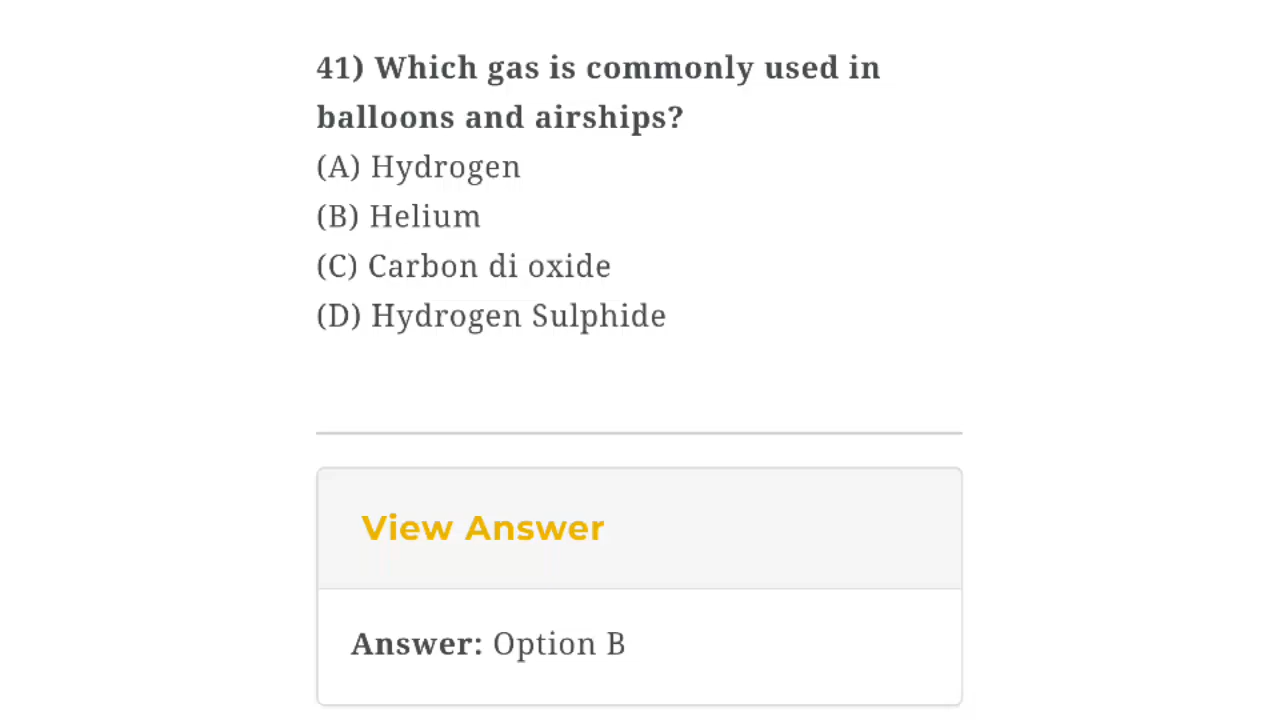 41) Which gas is commonly used in
balloons and airships?
(A) Hydrogen
(B) Helium
(C) Carbon di oxide
(D) Hydrogen Sulphide
View Answer
Answer: Option B